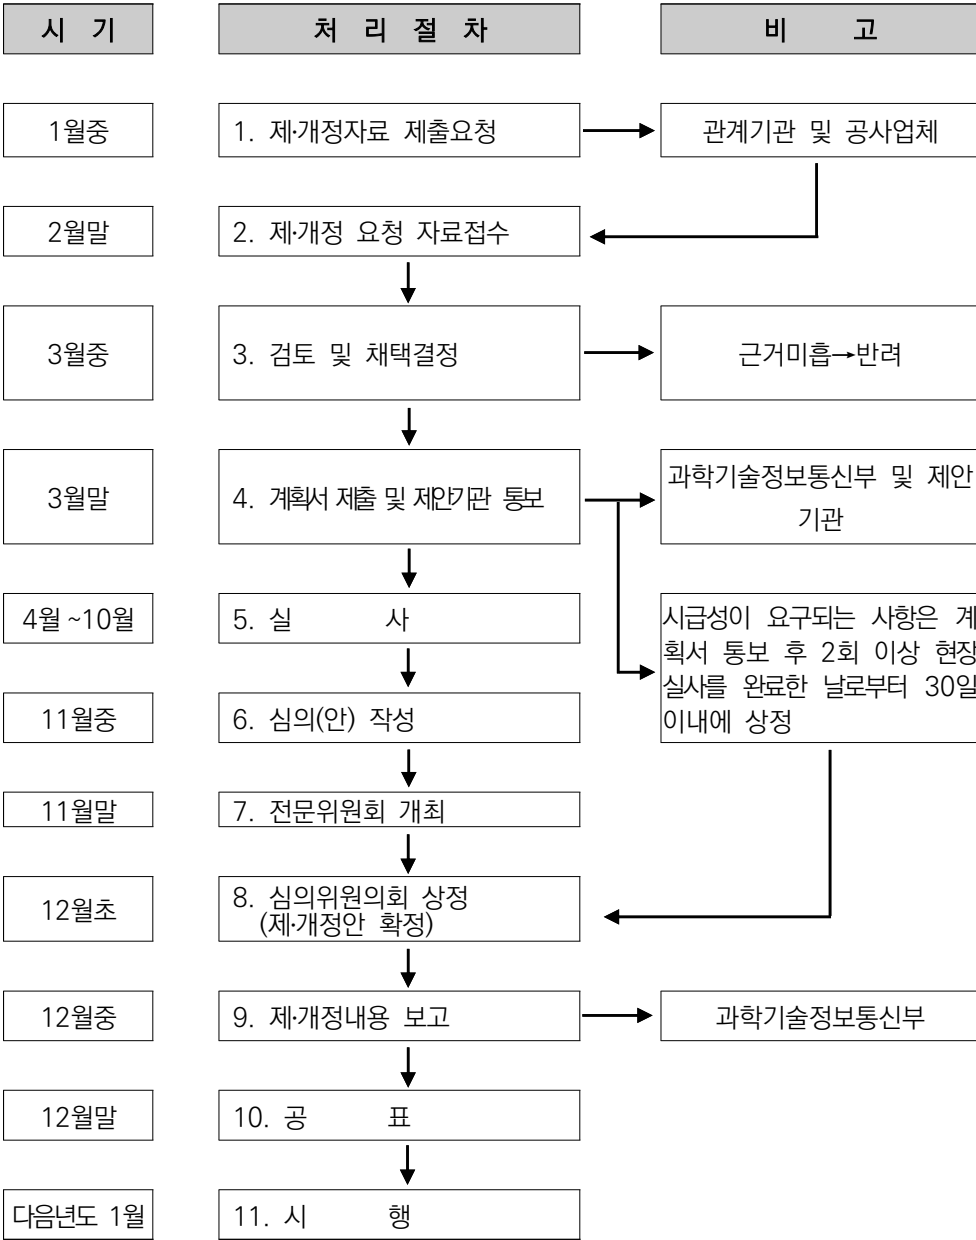 시 기
처 리 절 차
비 고
1월중
1. 제·개정자료 제출요청
관계기관 및 공사업체
2월말
2. 제·개정 요청 자료접수
3월중
3. 검토 및 채택결정
근거미흡→반려
3월말
4. 계획서 제출 및 제안기관 통보
과학기술정보통신부 및 제안
기관
4월~10월
5. 실 사
시급성이 요구되는 사항은 계
획서 통보 후 2회 이상 현장
실사를 완료한 날로부터 30일
이내에 상정
11월중
6. 심의(안) 작성
11월말
7. 전문위원회 개최
12월초
8. 심의위원의회 상정
(제·개정안 확정)
12월중
9. 제·개정내용 보고
과학기술정보통신부
12월말
10. 공 표
다음년도 1월
11. 시 행